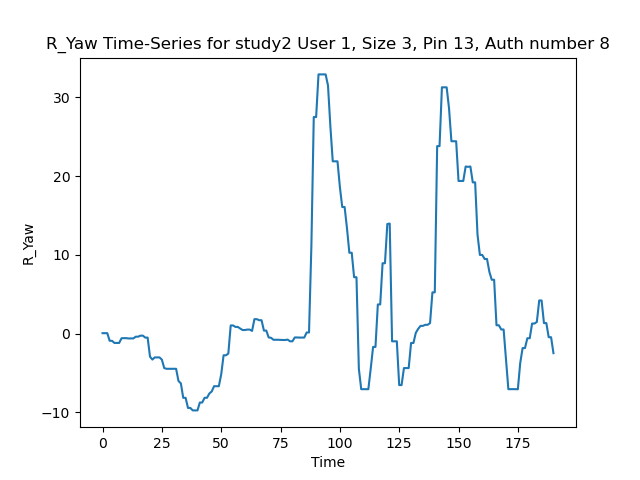 R_Yaw Time-Series for study2 User 1, Size 3, Pin 13, Auth number 8
30
20
10
0
−10
R_Yaw
0 25 50 75 100 125 150 175
Time